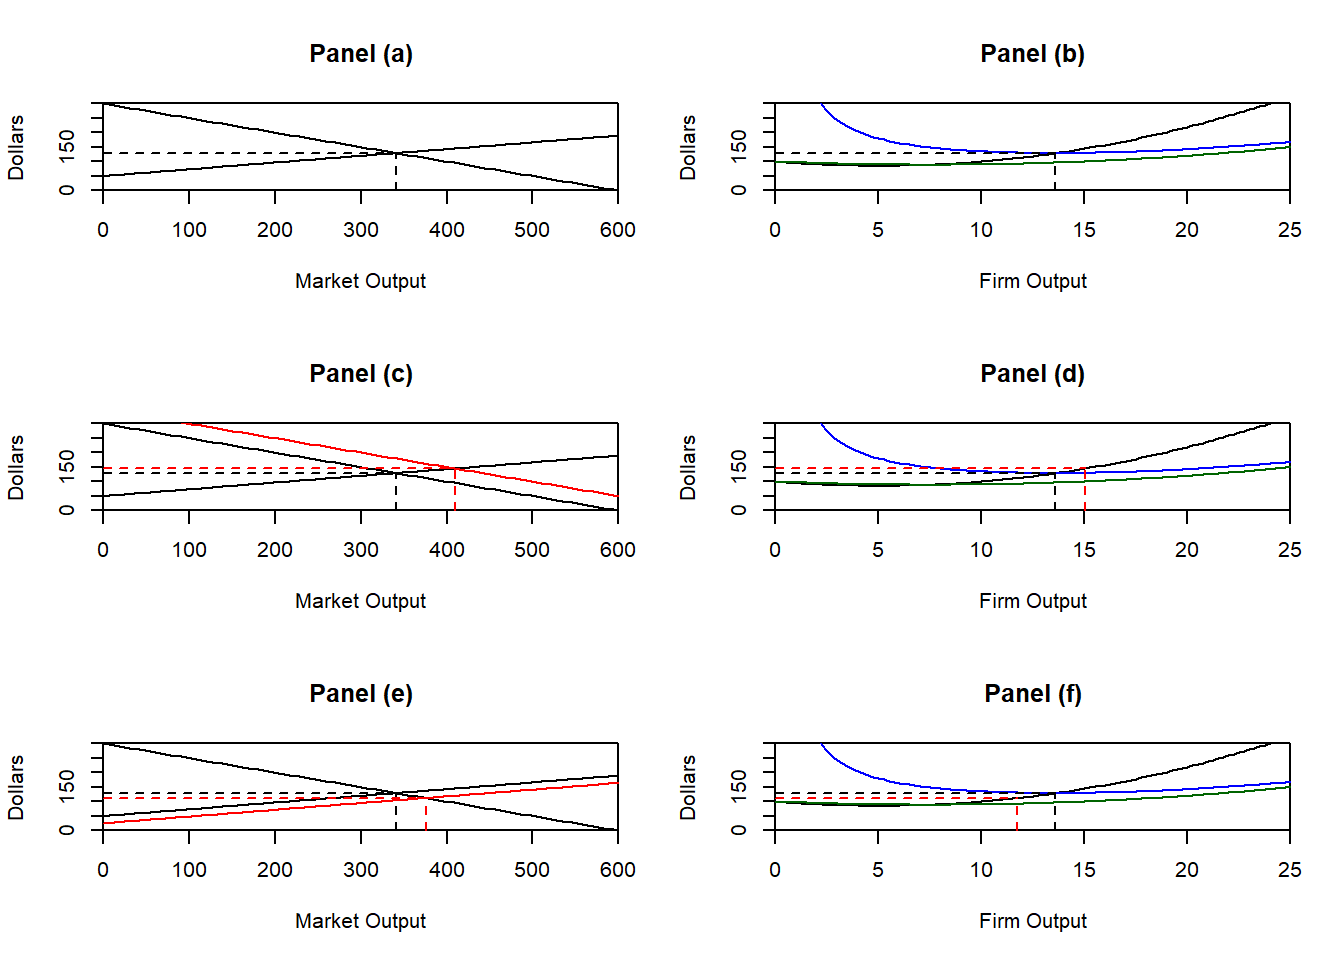 Panel (a)
Dollars
150
0
0 100 200 300 400 500 600
Market Output
Panel (b)
Dollars
150
0
0 5 10 15 20 25
Firm Output
Panel (c)
Dollars
150
0
0 100 200 300 400 500 600
Market Output
Panel (d)
Dollars
150
0
0 5 10 15 20 25
Firm Output
Panel (e)
Dollars
150
0
0 100 200 300 400 500 600
Market Output
Panel (f)
Dollars
150
0
0 5 10 15 20 25
Firm Output